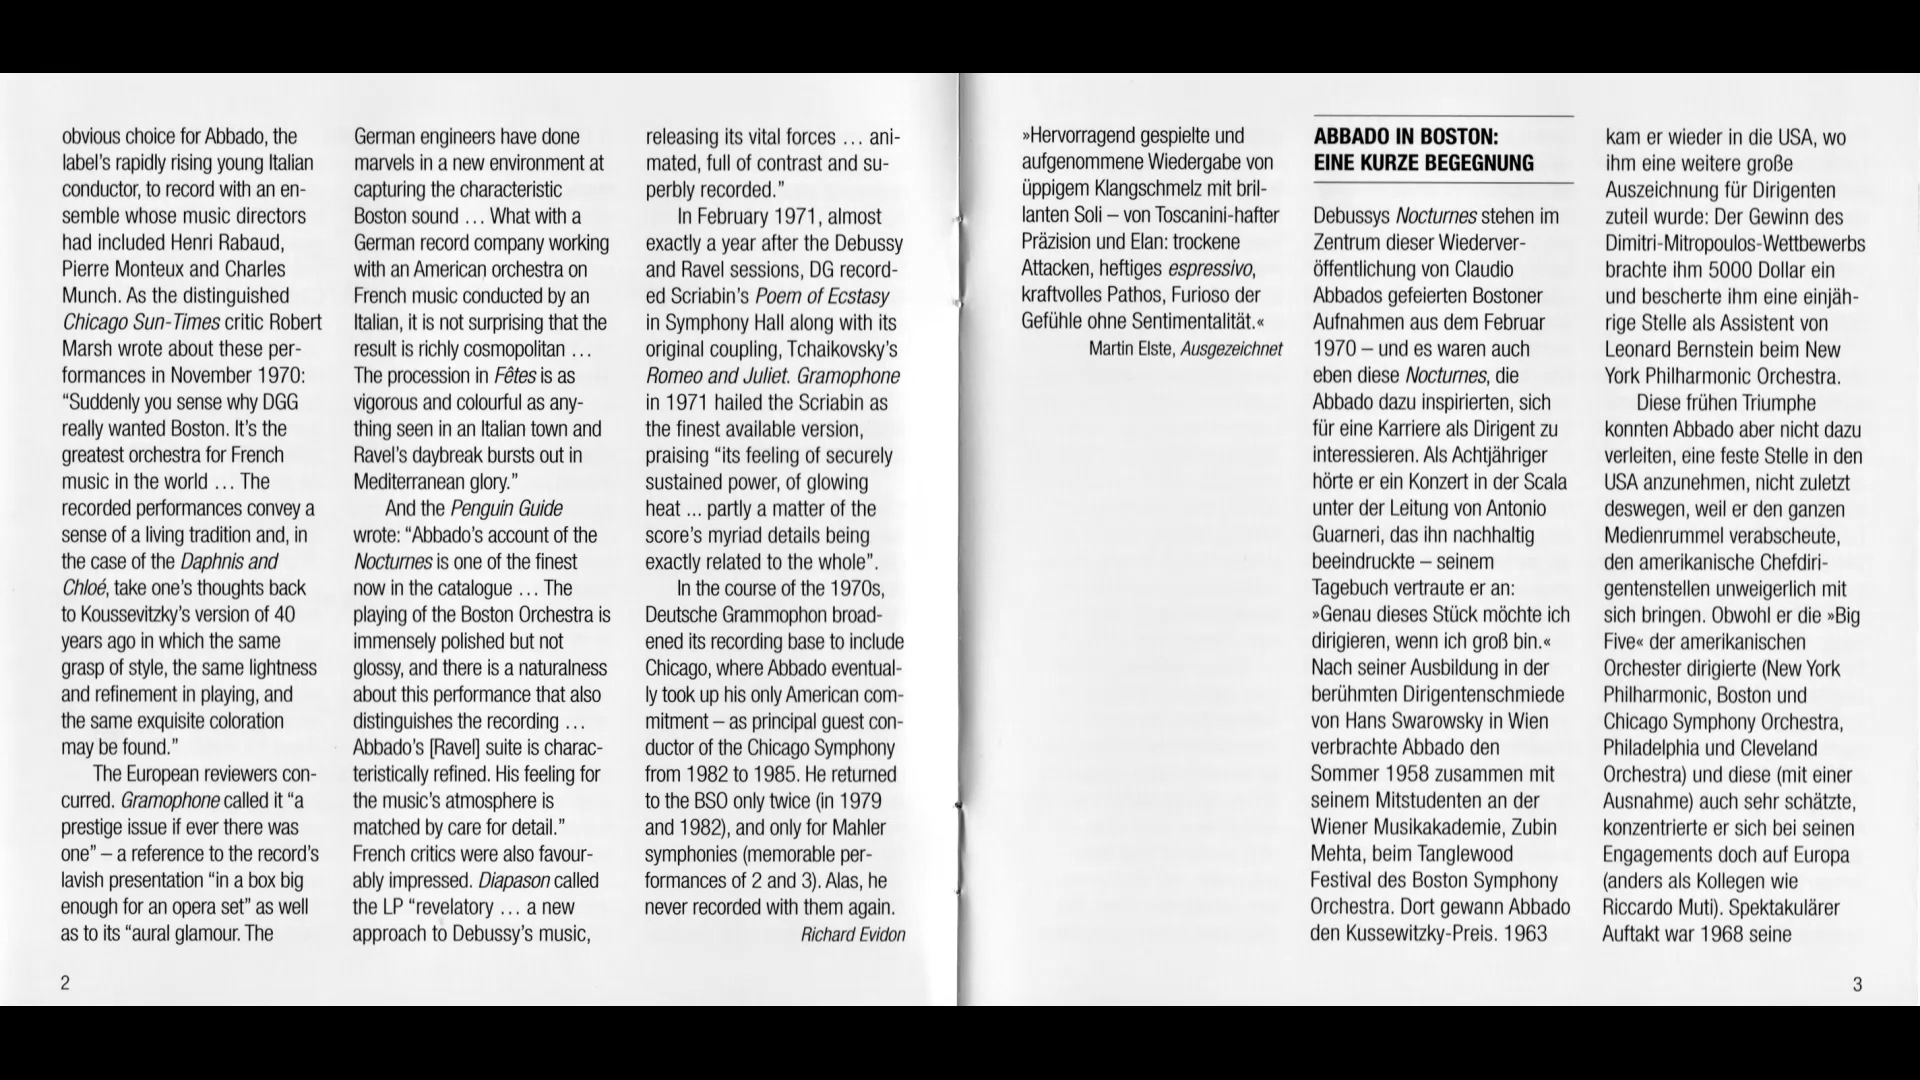 obvious choice for Abbado, the
label's rapidly rising young Italian
conductor, to record with an en-
semble whose music directors
had included Henri Rabaud,
Pierre Monteux and Charles
Munch. As the distinguished
Chicago Sun-Times critic Robert
Marsh wrote about these per-
formances in November 1970:
“Suddenly you sense why DGG
really wanted Boston. It's the
greatest orchestra for French
music in the world … The
recorded performances convey a
sense of a living tradition and, in
the case of the Daphnis and
Chloé, take one's thoughts back
to Koussevitzky's version of 40
years ago in which the same
grasp of style, the same lightness
and refinement in playing, and
the same exquisite coloration
may be found.”
The European reviewers con-
curred. Gramophone called it “a
prestige issue if ever there was
one” – a reference to the record's
lavish presentation “in a box big
enough for an opera set” as well
as to its “aural glamour. The
2
German engineers have done
marvels in a new environment at
capturing the characteristic
Boston sound … What with a
German record company working
with an American orchestra on
French music conducted by an
Italian, it is not surprising that the
result is richly cosmopolitan …
The procession in Fêtes is as
vigorous and colourful as any-
thing seen in an Italian town and
Ravel's daybreak bursts out in
Mediterranean glory.”
And the Penguin Guide
wrote: “Abbado's account of the
Nocturnes is one of the finest
now in the catalogue … The
playing of the Boston Orchestra is
immensely polished but not
glossy, and there is a naturalness
about this performance that also
distinguishes the recording …
Abbado's [Ravel] suite is charac-
teristically refined. His feeling for
the music's atmosphere is
matched by care for detail.”
French critics were also favour-
ably impressed. Diapason called
the LP “revelatory … a new
approach to Debussy's music,
releasing its vital forces … ani-
mated, full of contrast and su-
perbly recorded.”
In February 1971, almost
exactly a year after the Debussy
and Ravel sessions, DG record-
ed Scriabin's Poem of Ecstasy
in Symphony Hall along with its
original coupling, Tchaikovsky's
Romeo and Juliet. Gramophone
in 1971 hailed the Scriabin as
the finest available version,
praising “its feeling of securely
sustained power, of glowing
heat ... partly a matter of the
score's myriad details being
exactly related to the whole”.
In the course of the 1970s,
Deutsche Grammophon broad-
ened its recording base to include
Chicago, where Abbado eventual-
ly took up his only American com-
mitment – as principal guest con-
ductor of the Chicago Symphony
from 1982 to 1985. He returned
to the BSO only twice (in 1979
and 1982), and only for Mahler
symphonies (memorable per-
formances of 2 and 3). Alas, he
never recorded with them again.
Richard Evidon
»Hervorragend gespielte und
aufgenommene Wiedergabe von
üppigem Klangschmelz mit bril-
lanten Soli – von Toscanini-hafter
Präzision und Elan: trockene
Attacken, heftiges espressivo,
kraftvolles Pathos, Furioso der
Gefühle ohne Sentimentalität.«
Martin Elste, Ausgezeichnet
ABBADO IN BOSTON:
EINE KURZE BEGEGNUNG
Debussys Nocturnes stehen im
Zentrum dieser Wiederver-
öffentlichung von Claudio
Abbados gefeierten Bostoner
Aufnahmen aus dem Februar
1970 – und es waren auch
eben diese Nocturnes, die
Abbado dazu inspirierten, sich
für eine Karriere als Dirigent zu
interessieren. Als Achtjähriger
hörte er ein Konzert in der Scala
unter der Leitung von Antonio
Guarneri, das ihn nachhaltig
beeindruckte – seinem
Tagebuch vertraute er an:
»Genau dieses Stück möchte ich
dirigieren, wenn ich groß bin.«
Nach seiner Ausbildung in der
berühmten Dirigentenschmiede
von Hans Swarowsky in Wien
verbrachte Abbado den
Sommer 1958 zusammen mit
seinem Mitstudenten an der
Wiener Musikakademie, Zubin
Mehta, beim Tanglewood
Festival des Boston Symphony
Orchestra. Dort gewann Abbado
den Kussewitzky-Preis. 1963
kam er wieder in die USA, wo
ihm eine weitere große
Auszeichnung für Dirigenten
zuteil wurde: Der Gewinn des
Dimitri-Mitropoulos-Wettbewerbs
brachte ihm 5000 Dollar ein
und bescherte ihm eine einjäh-
rige Stelle als Assistent von
Leonard Bernstein beim New
York Philharmonic Orchestra.
Diese frühen Triumphe
konnten Abbado aber nicht dazu
verleiten, eine feste Stelle in den
USA anzunehmen, nicht zuletzt
deswegen, weil er den ganzen
Medienrummel verabscheute,
den amerikanische Chefdiri-
gentenstellen unweigerlich mit
sich bringen. Obwohl er die »Big
Five« der amerikanischen
Orchester dirigierte (New York
Philharmonic, Boston und
Chicago Symphony Orchestra,
Philadelphia und Cleveland
Orchestra) und diese (mit einer
Ausnahme) auch sehr schätzte,
konzentrierte er sich bei seinen
Engagements doch auf Europa
(anders als Kollegen wie
Riccardo Muti). Spektakulärer
Auftakt war 1968 seine
3